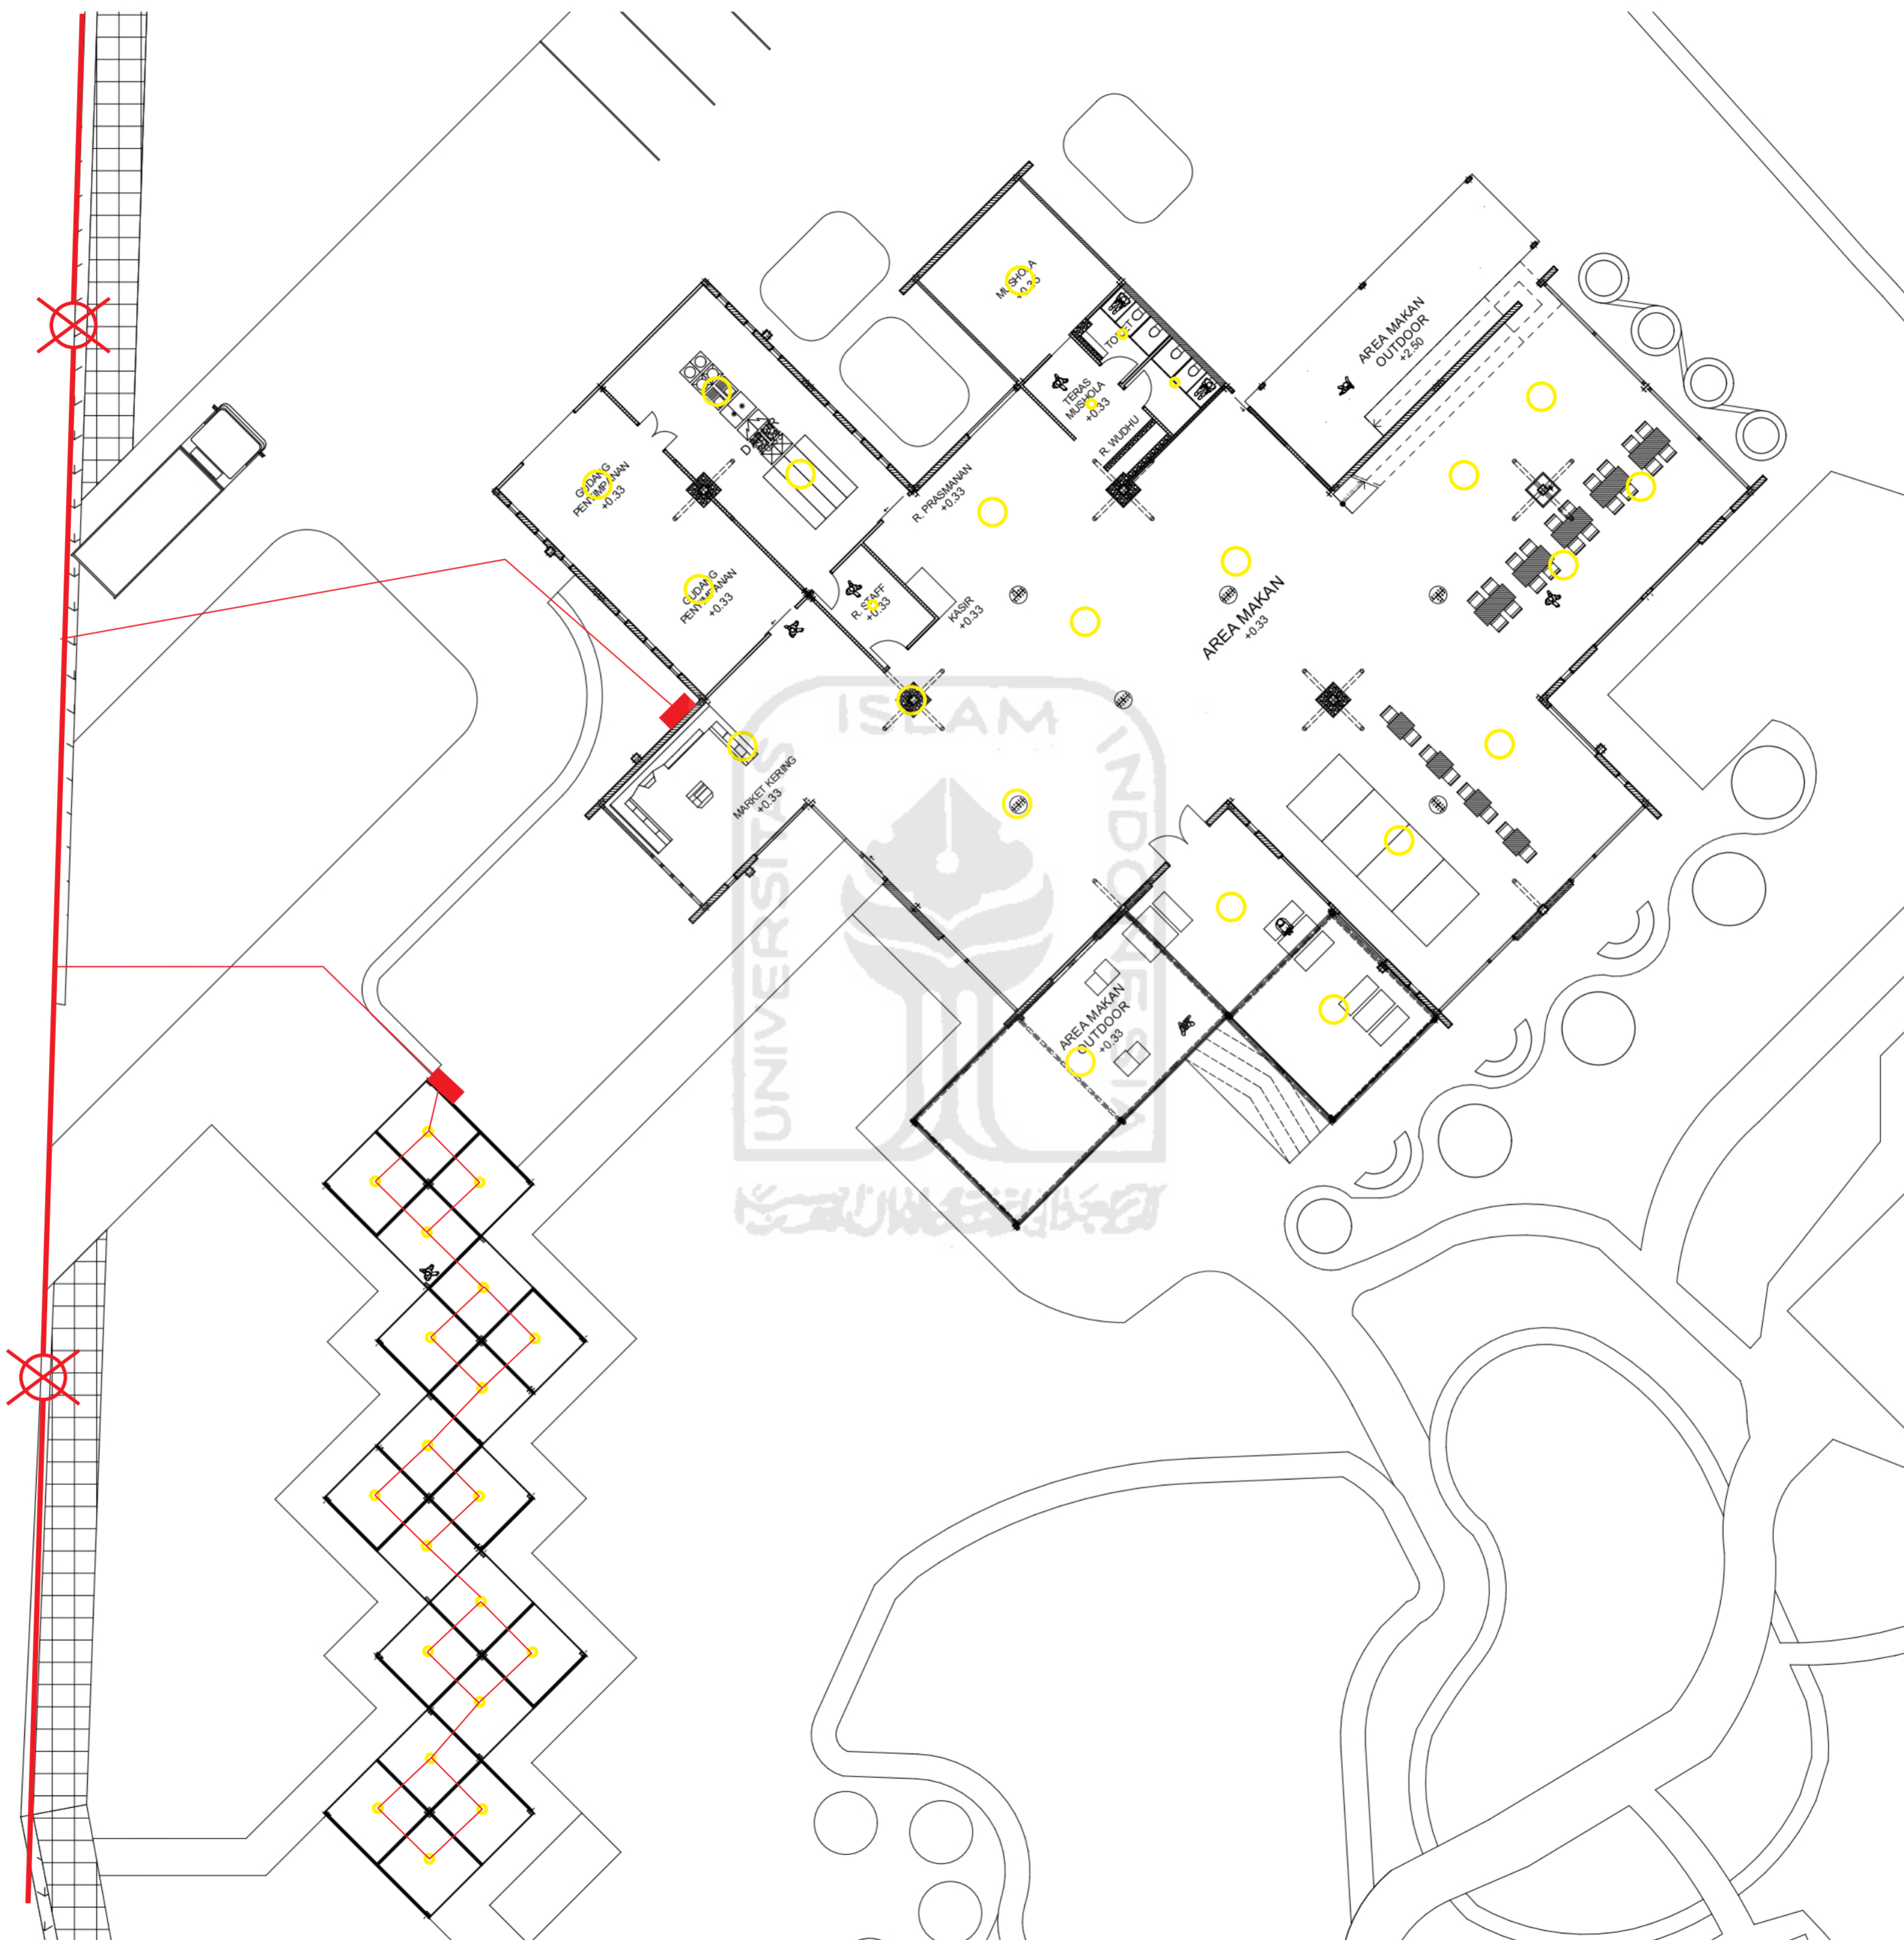 MUSHOLA
TOILET
TERAS
MUSHOLA
+0.33
R. WUDHU
AREA MAKAN
OUTDOOR
+2.50
GUDANG
PENYIMPANAN
+0.33
R. PRASMANAN
+0.33
GUDANG
PENYIMPANAN
+0.33
R. STAFF
+0.33
KASIR
+0.33
AREA MAKAN
+0.33
MARKET KERING
+0.33
AREA MAKAN
OUTDOOR
+0.33
UNIVERSITAS
ISLAM
INDONESIA